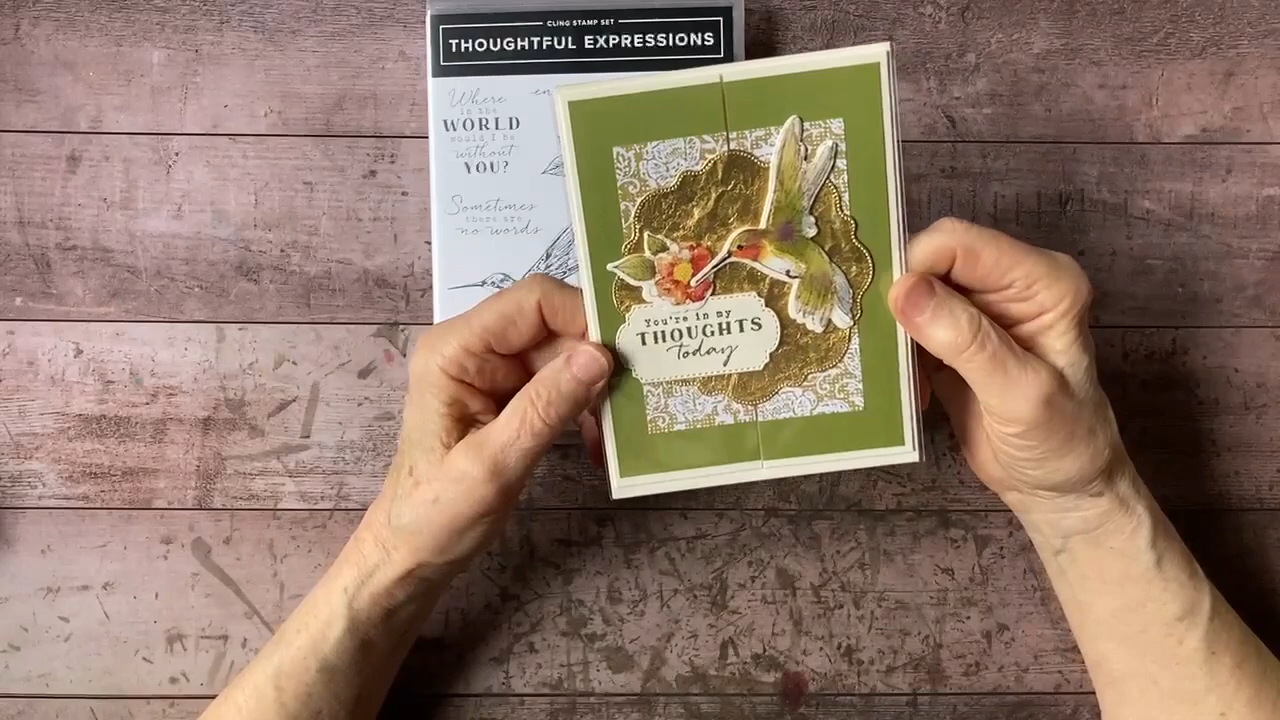 CLING STAMP SET
THOUGHTFUL EXPRESSIONS
Where
in the
WORLD
would I be
without
YOU?
Sometimes
there are
no words
You're in my
THOUGHTS
today